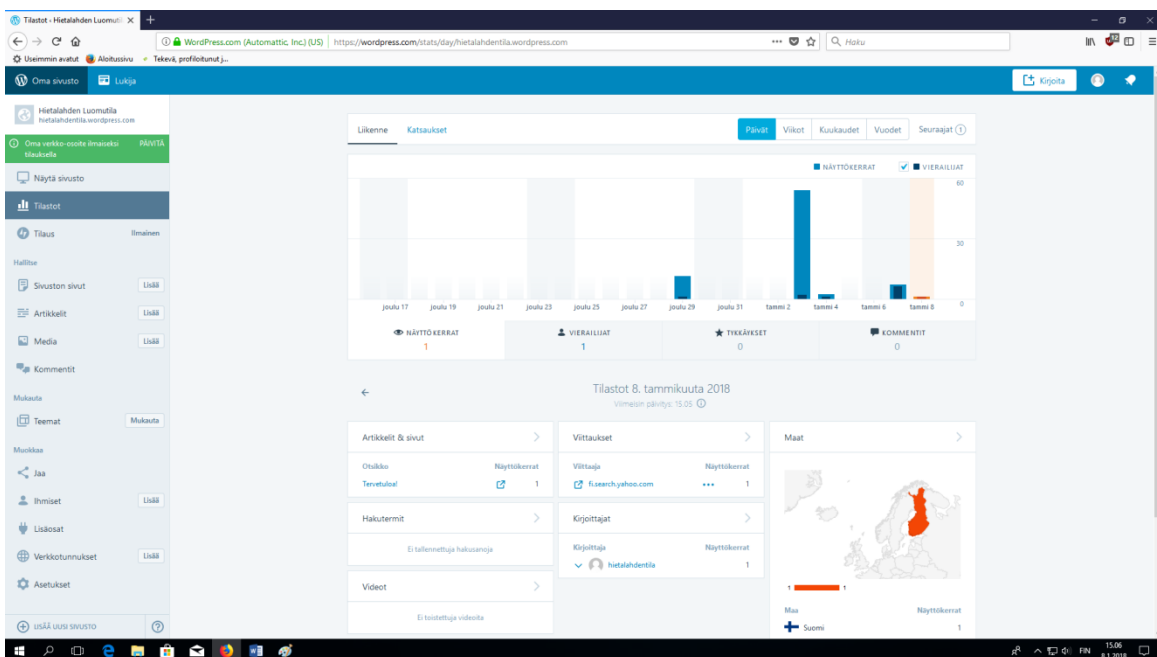 Tilastot ‹ Hietalahden Luomuti
WordPress.com (Automattic, Inc.) (US)
https://wordpress.com/stats/day/hietalahdentila.wordpress.com
Haku
Useimmin avatut
Aloitussivu
Tekevä, profiloitunut j...
Oma sivusto
Lukija
Kirjoita
Hietalahden Luomutila
hietalahdentila.wordpress.com
Oma verkko-osoite ilmaiseksi PÄIVITÄ
tilauksella
Näytä sivusto
Tilastot
Tilaus Ilmainen
Hallitse
Sivuston sivut Lisää
Artikkelit Lisää
Media Lisää
Kommentit
Mukauta
Teemat Mukauta
Muokkaa
Jaa
Ihmiset Lisää
Lisäosat
Verkkotunnukset Lisää
Asetukset
LISÄÄ UUSI SIVUSTO
Liikenne Katsaukset Päivät Viikot Kuukaudet Vuodet Seuraajat 1
NÄYTTÖKERRAT VIERAILIJAT
60
30
0
joulu 17 joulu 19 joulu 21 joulu 23 joulu 25 joulu 27 joulu 29 joulu 31 tammi 2 tammi 4 tammi 6 tammi 8
NÄYTTÖKERRAT VIERAILIJAT TYKKÄYKSET KOMMENTIT
1 1 0 0
Tilastot 8. tammikuuta 2018
Viimeisin päivitys: 15.05
Artikkelit & sivut
Otsikko Näyttökerrat
Tervetuloa! 1
Hakutermit
Ei tallennettuja hakusanoja
Videot
Ei toistettuja videoita
Viittaukset
Viittaaja Näyttökerrat
fi.search.yahoo.com 1
Kirjoittajat
Kirjoittaja Näyttökerrat
hietalahdentila 1
Maat
1 1
Maa Näyttökerrat
Suomi 1
FIN
15.06
8.1.2018